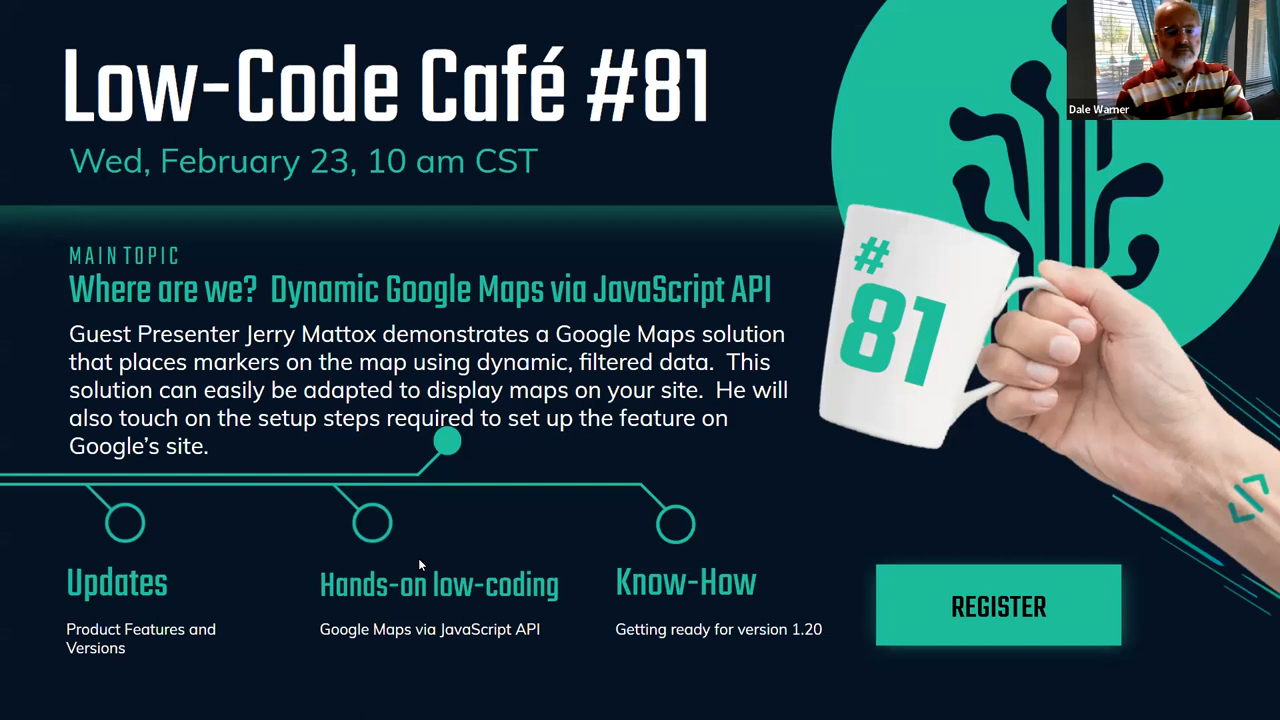 Low-Code Café #81
Wed, February 23, 10 am CST
Dale Warner
MAIN TOPIC
Where are we?  Dynamic Google Maps via JavaScript API
Guest Presenter Jerry Mattox demonstrates a Google Maps solution
that places markers on the map using dynamic, filtered data.  This
solution can easily be adapted to display maps on your site.  He will
also touch on the setup steps required to set up the feature on
Google's site.
#
81
Updates
Product Features and
Versions
Hands-on low-coding
Google Maps via JavaScript API
Know-How
Getting ready for version 1.20
REGISTER